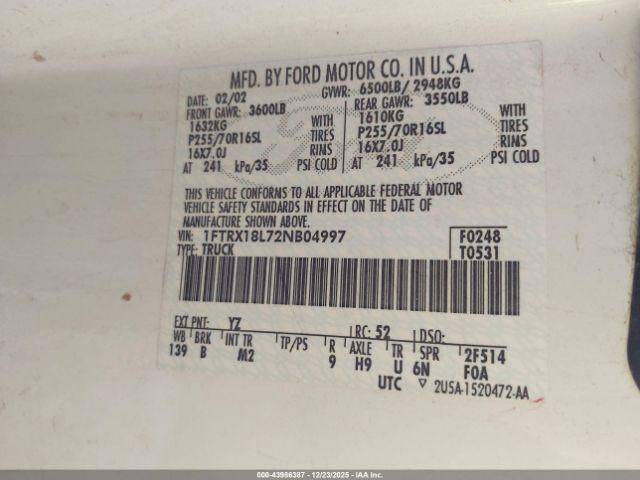 MFD. BY FORD MOTOR CO. IN U.S.A.
DATE: 02/02 GVWR: 6500LB/ 2948KG
FRONT GAWR: 3600LB REAR GAWR: 3550LB
1632KG WITH 1610KG WITH
P255/70R16SL TIRES P255/70R16SL TIRES
16X7.0J RIMS 16X7.0J RIMS
AT 241 kPa/35 PSI COLD AT 241 kPa/35 PSI COLD
THIS VEHICLE CONFORMS TO ALL APPLICABLE FEDERAL MOTOR
VEHICLE SAFETY STANDARDS IN EFFECT ON THE DATE OF
MANUFACTURE SHOWN ABOVE.
VIN: 1FTRX18L72NB04997 F0248
TYPE: TRUCK T0531
EXT PNT: YZ RC: 52 DSO:
WB BRK INT TR TP/PS R AXLE TR SPR 2F514
139 B M2 9 H9 U 6N F0A
UTC ▽ 2USA-1520472-AA
000-43986387 - 12/23/2025 - IAA Inc.